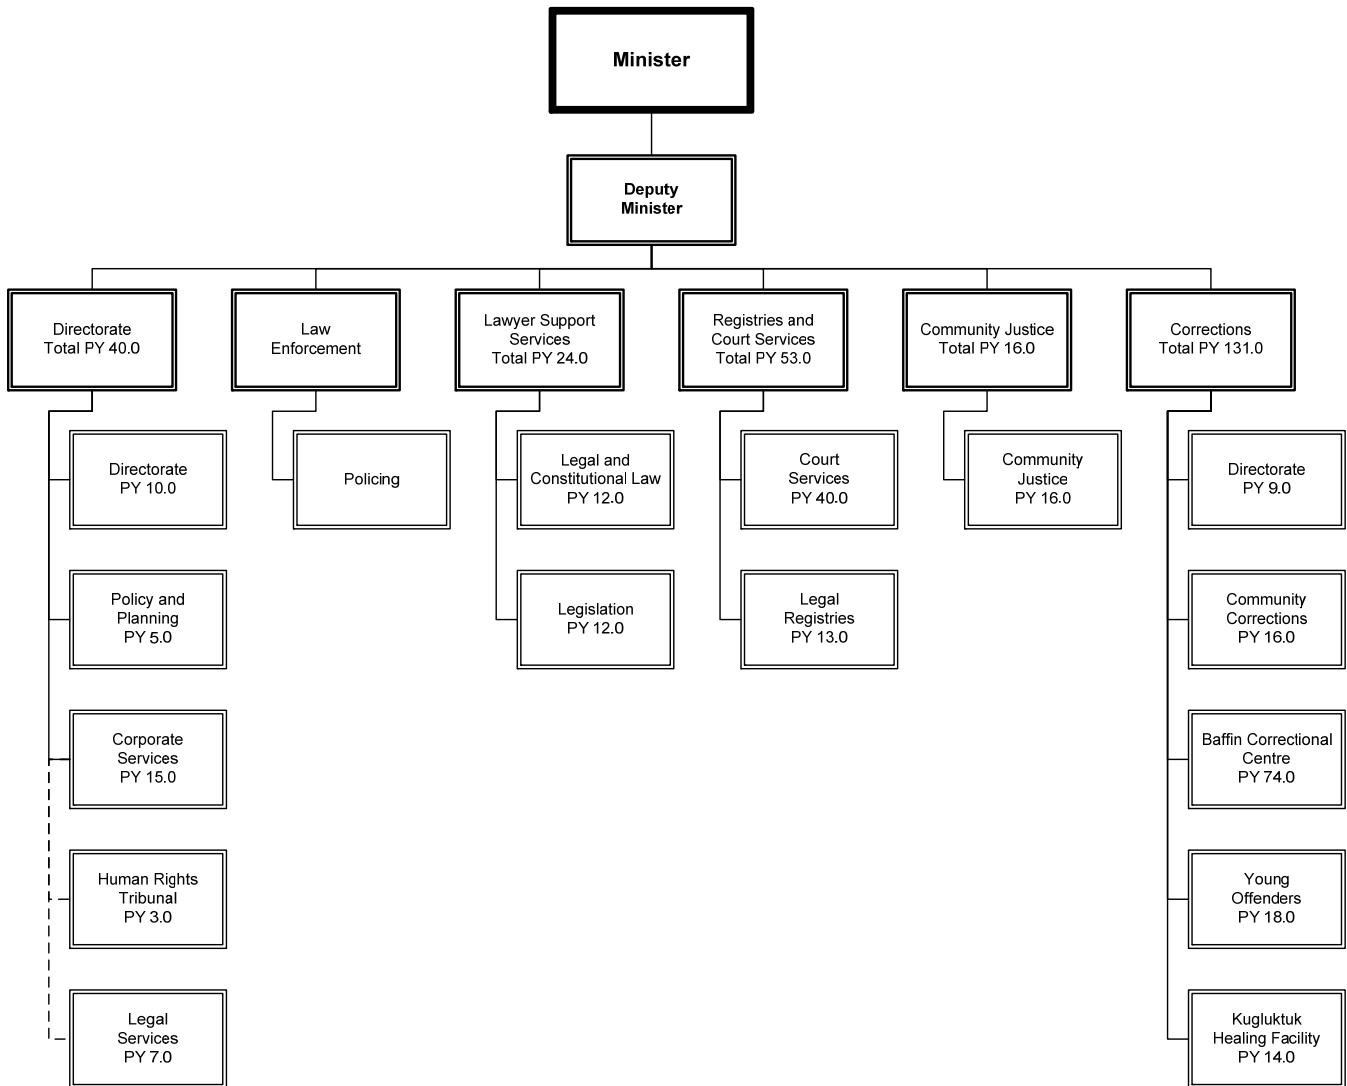 Minister
Deputy
Minister
Directorate
Total PY 40.0
Law
Enforcement
Lawyer Support
Services
Total PY 24.0
Registries and
Court Services
Total PY 53.0
Community Justice
Total PY 16.0
Corrections
Total PY 131.0
Directorate
PY 10.0
Policing
Legal and
Constitutional Law
PY 12.0
Court
Services
PY 40.0
Community
Justice
PY 16.0
Directorate
PY 9.0
Policy and
Planning
PY 5.0
Legislation
PY 12.0
Legal
Registries
PY 13.0
Community
Corrections
PY 16.0
Corporate
Services
PY 15.0
Baffin Correctional
Centre
PY 74.0
Human Rights
Tribunal
PY 3.0
Young
Offenders
PY 18.0
Legal
Services
PY 7.0
Kugluktuk
Healing Facility
PY 14.0